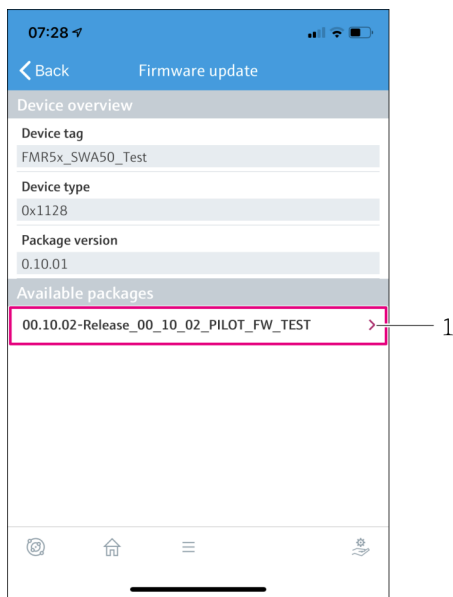 07:28
Back Firmware update
Device overview
Device tag
FMR5x_SWA50_Test
Device type
0x1128
Package version
0.10.01
Available packages
00.10.02-Release_00_10_02_PILOT_FW_TEST
1